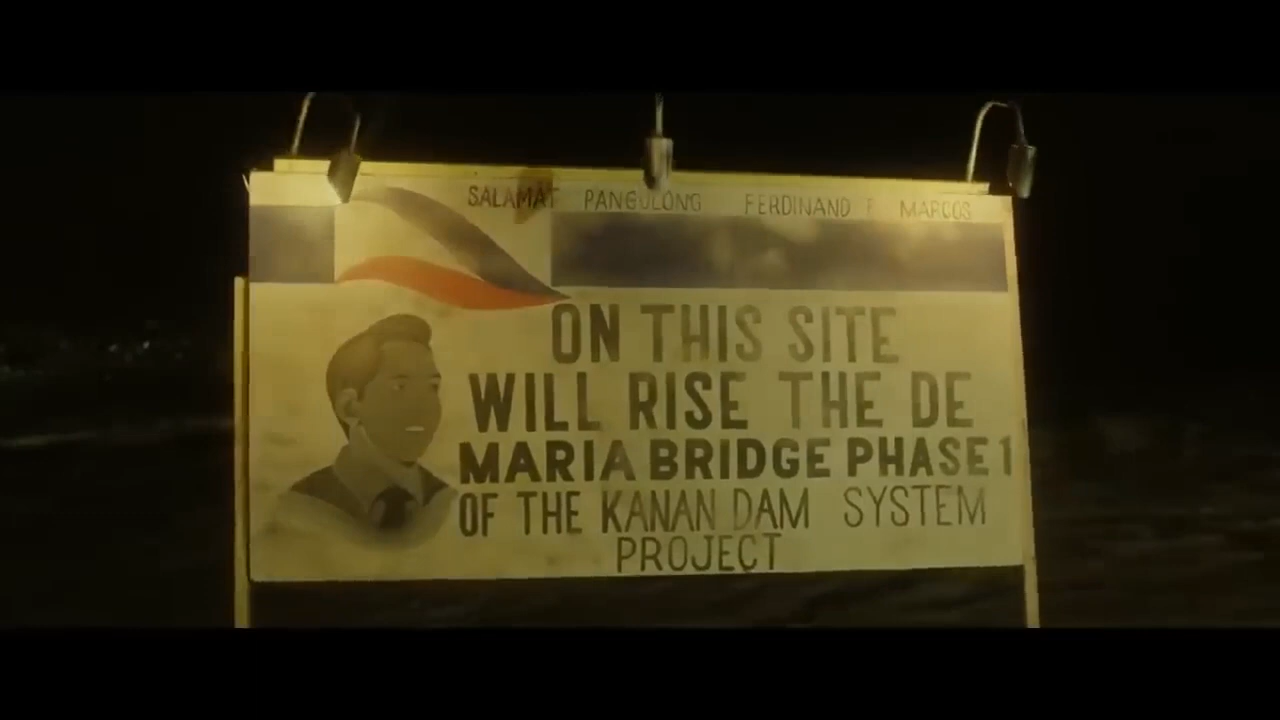 SALAMAT PANGULONG FERDINAND E MARCOS
ON THIS SITE
WILL RISE THE DE
MARIA BRIDGE PHASE 1
OF THE KANAN DAM SYSTEM
PROJECT